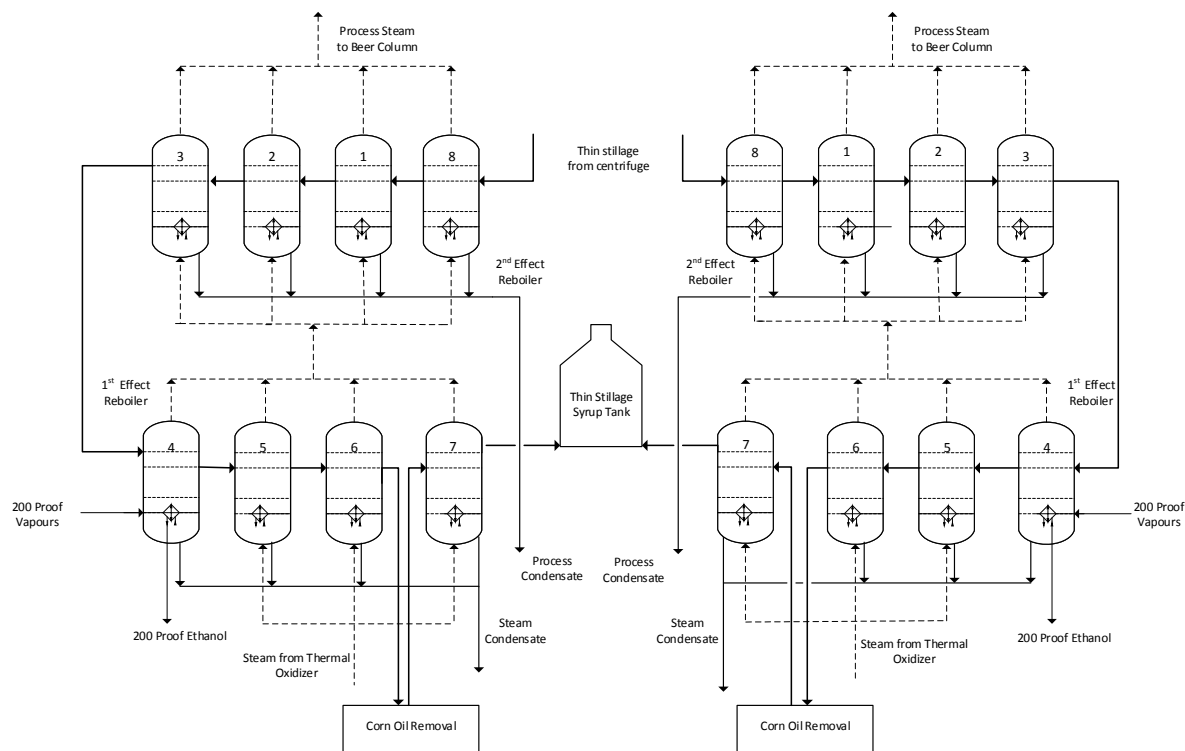 Process Steam
to Beer Column
Process Steam
to Beer Column
3
2
1
8
Thin stillage
from centrifuge
8
1
2
3
2nd Effect
Reboiler
2nd Effect
Reboiler
1st Effect
Reboiler
Thin Stillage
Syrup Tank
1st Effect
Reboiler
4
5
6
7
7
6
5
4
200 Proof
Vapours
200 Proof
Vapours
Process
Condensate
Process
Condensate
200 Proof Ethanol
Steam
Condensate
Steam
Condensate
200 Proof Ethanol
Steam from Thermal
Oxidizer
Steam from Thermal
Oxidizer
Corn Oil Removal
Corn Oil Removal